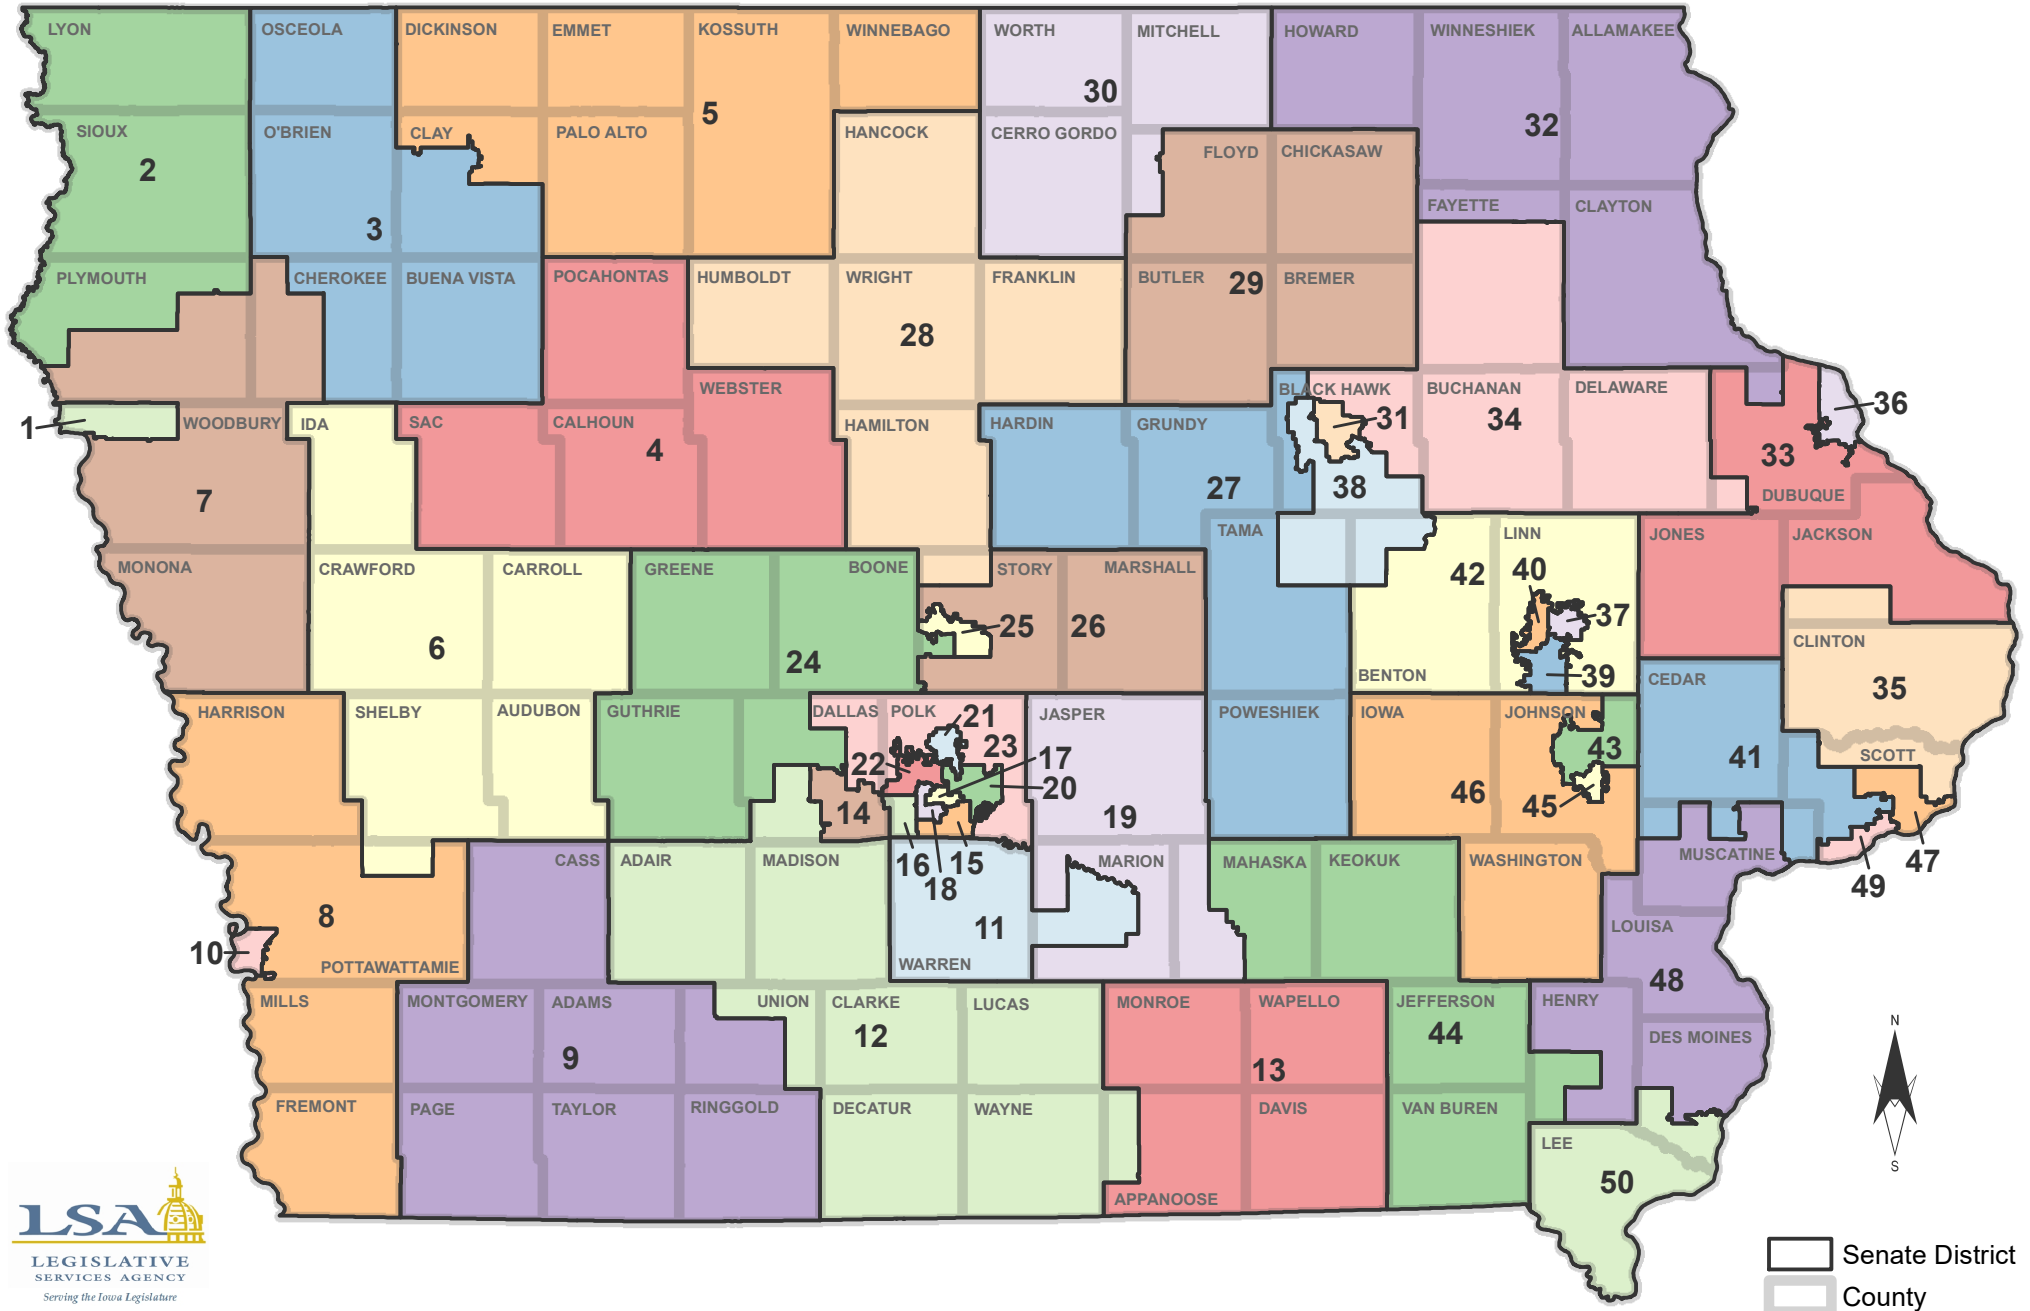 LYON
OSCEOLA
DICKINSON
EMMET
KOSSUTH
WINNEBAGO
WORTH
MITCHELL
HOWARD
WINNESHIEK
ALLAMAKEE
30
5
32
SIOUX
O'BRIEN
CLAY
PALO ALTO
HANCOCK
CERRO GORDO
FLOYD
CHICKASAW
2
3
FAYETTE
CLAYTON
PLYMOUTH
CHEROKEE
BUENA VISTA
POCAHONTAS
HUMBOLDT
WRIGHT
FRANKLIN
BUTLER
29
BREMER
28
WEBSTER
BLACK HAWK
BUCHANAN
DELAWARE
36
1
WOODBURY
IDA
SAC
CALHOUN
HAMILTON
HARDIN
GRUNDY
31
34
4
33
7
27
38
DUBUQUE
TAMA
LINN
JONES
JACKSON
MONONA
CRAWFORD
CARROLL
GREENE
BOONE
STORY
MARSHALL
42
40
37
25
26
6
24
CLINTON
BENTON
39
CEDAR
35
HARRISON
SHELBY
AUDUBON
GUTHRIE
DALLAS
POLK
21
JASPER
POWESHIEK
IOWA
JOHNSON
23
17
43
41
SCOTT
22
20
46
45
14
19
16
15
18
CASS
ADAIR
MADISON
MARION
MAHASKA
KEOKUK
WASHINGTON
MUSCATINE
47
49
8
10
11
LOUISA
POTTAWATTAMIE
WARREN
48
MILLS
MONTGOMERY
ADAMS
UNION
CLARKE
LUCAS
MONROE
WAPELLO
JEFFERSON
HENRY
12
44
DES MOINES
9
13
FREMONT
PAGE
TAYLOR
RINGGOLD
DECATUR
WAYNE
DAVIS
VAN BUREN
LEE
APPANOOSE
50
N
S
LSA
LEGISLATIVE
SERVICES AGENCY
Serving the Iowa Legislature
Senate District
County